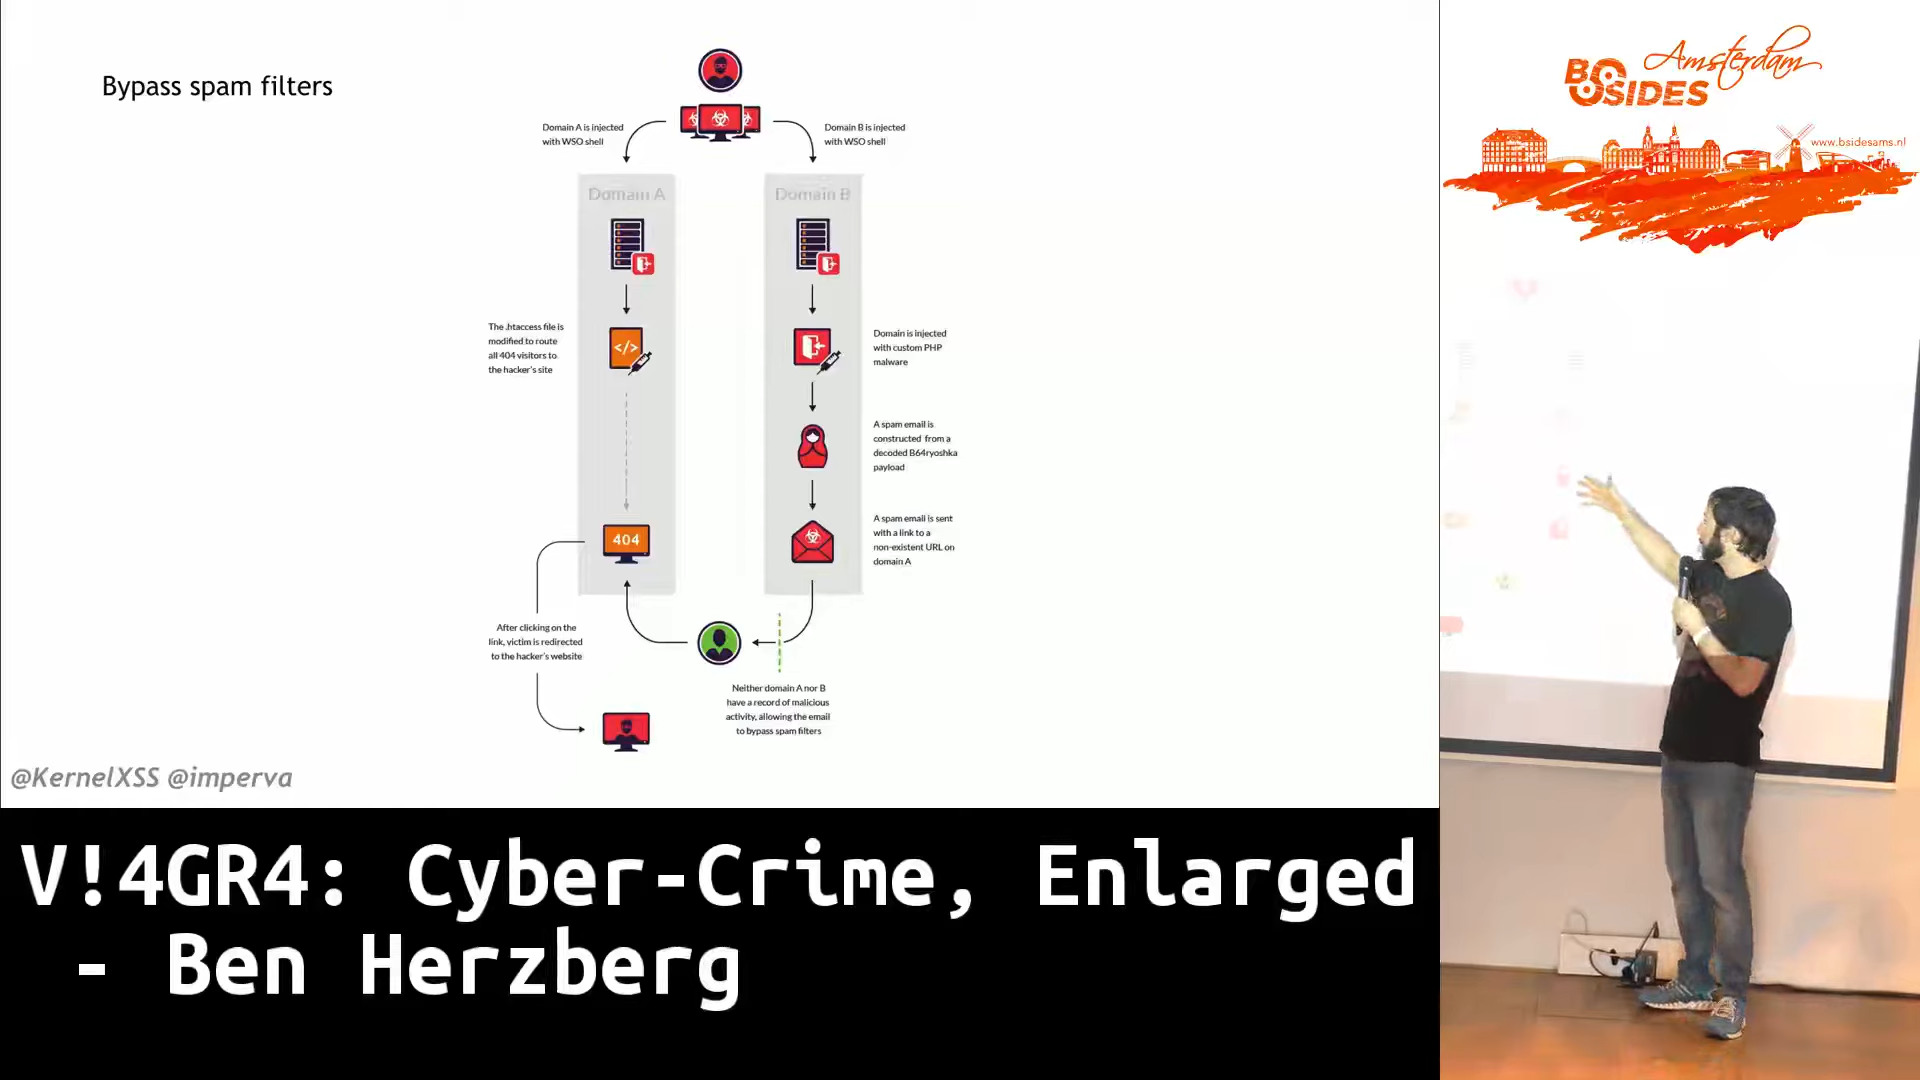 Bypass spam filters
Domain A is injected
with WSO shell
Domain B is injected
with WSO shell
Domain A
Domain B
The .htaccess file is
modified to route
all 404 visitors to
the hacker's site
</>
Domain is injected
with custom PHP
malware
A spam email is
constructed from a
decoded B64ryoshka
payload
404
A spam email is sent
with a link to a
non-existent URL on
domain A
After clicking on the
link, victim is redirected
to the hacker's website
Neither domain A nor B
have a record of malicious
activity, allowing the email
to bypass spam filters
@KernelXSS @imperva
V!4GR4: Cyber-Crime, Enlarged
- Ben Herzberg
Amsterdam
BSIDES
www.bsidesams.nl